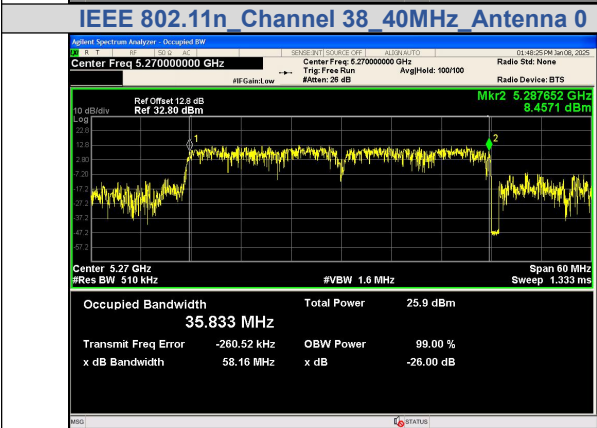 IEEE 802.11n_Channel 38_40MHz_Antenna 0
Agilent Spectrum Analyzer - Occupied BW
R T RF 50 Ω AC SENSE:INT SOURCE OFF ALIGN AUTO 01:48:25 PM Jan 08, 2025
Center Freq 5.270000000 GHz Center Freq: 5.270000000 GHz Radio Std: None
Trig: Free Run Avg|Hold: 100/100
#IFGain:Low #Atten: 26 dB Radio Device: BTS
Mkr2 5.287652 GHz
Ref Offset 12.8 dB
10 dB/div Ref 32.80 dBm 8.4571 dBm
Log
22.8
12.8
2.80
-7.20
-17.2
-27.2
-37.2
-47.2
-57.2
1
2
Center 5.27 GHz Span 60 MHz
#Res BW 510 kHz #VBW 1.6 MHz Sweep 1.333 ms
Occupied Bandwidth Total Power 25.9 dBm
35.833 MHz
Transmit Freq Error -260.52 kHz OBW Power 99.00 %
x dB Bandwidth 58.16 MHz x dB -26.00 dB
MSG STATUS